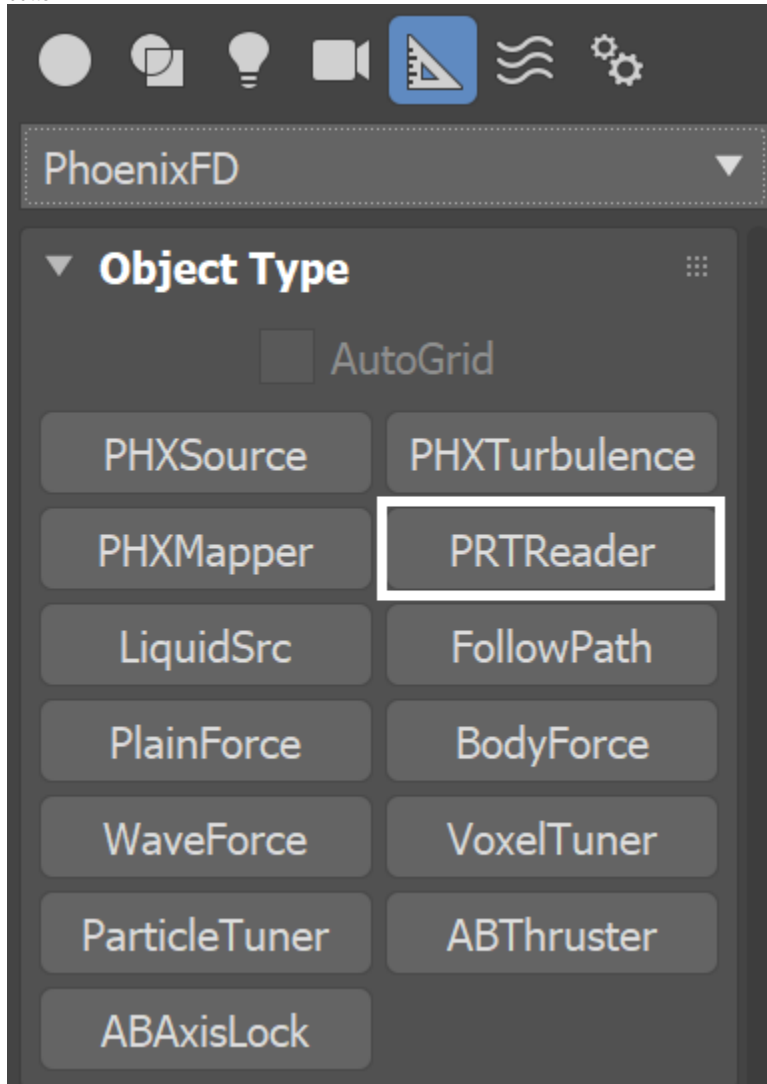 PhoenixFD
Object Type
AutoGrid
PHXSource PHXTurbulence
PHXMapper PRTReader
LiquidSrc FollowPath
PlainForce BodyForce
WaveForce VoxelTuner
ParticleTuner ABThruster
ABAxisLock